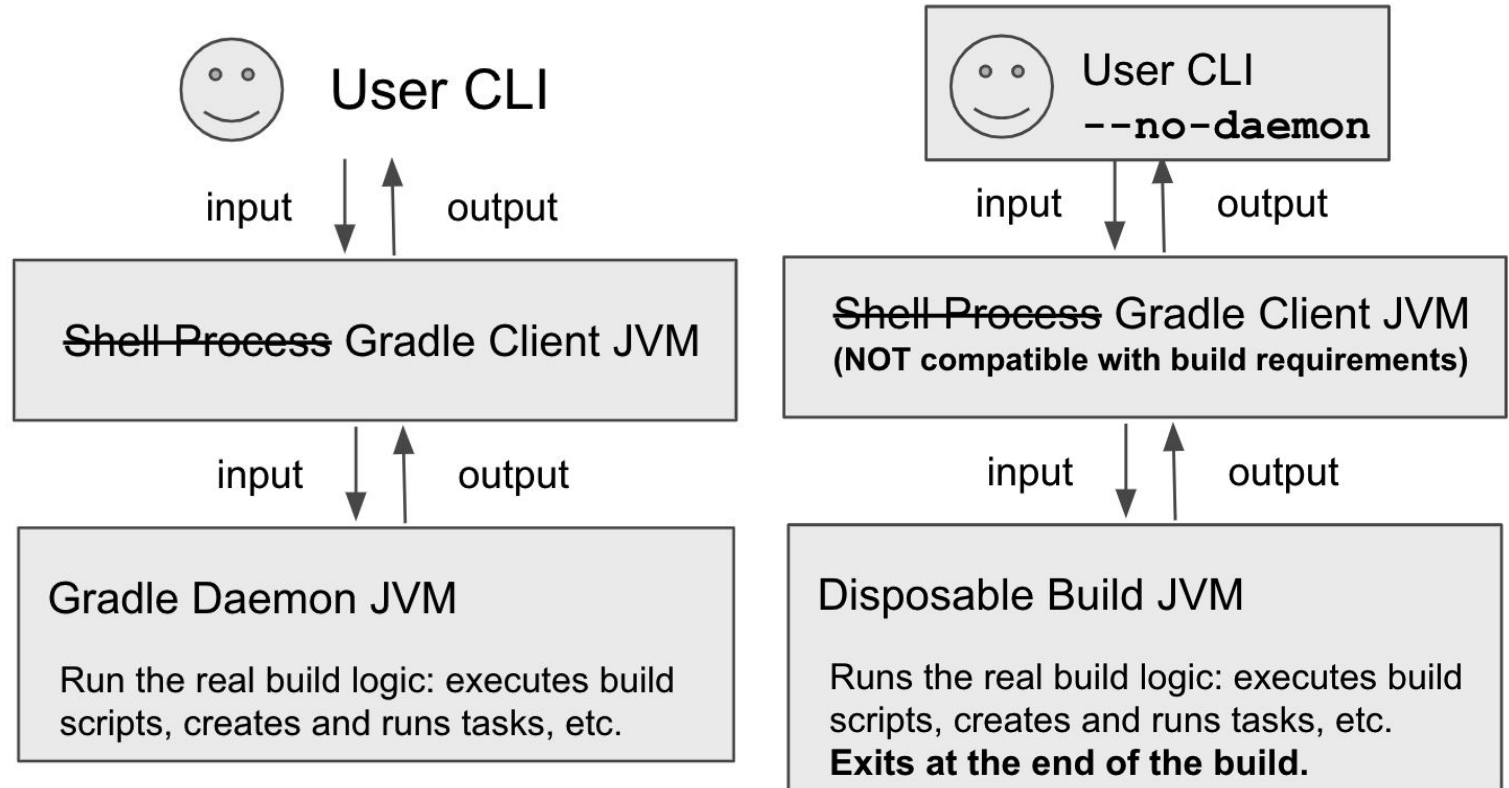 User CLI
input
output
Shell Process Gradle Client JVM
input
output
Gradle Daemon JVM
Run the real build logic: executes build
scripts, creates and runs tasks, etc.
User CLI
--no-daemon
input
output
Shell Process Gradle Client JVM
(NOT compatible with build requirements)
input
output
Disposable Build JVM
Runs the real build logic: executes build
scripts, creates and runs tasks, etc.
Exits at the end of the build.